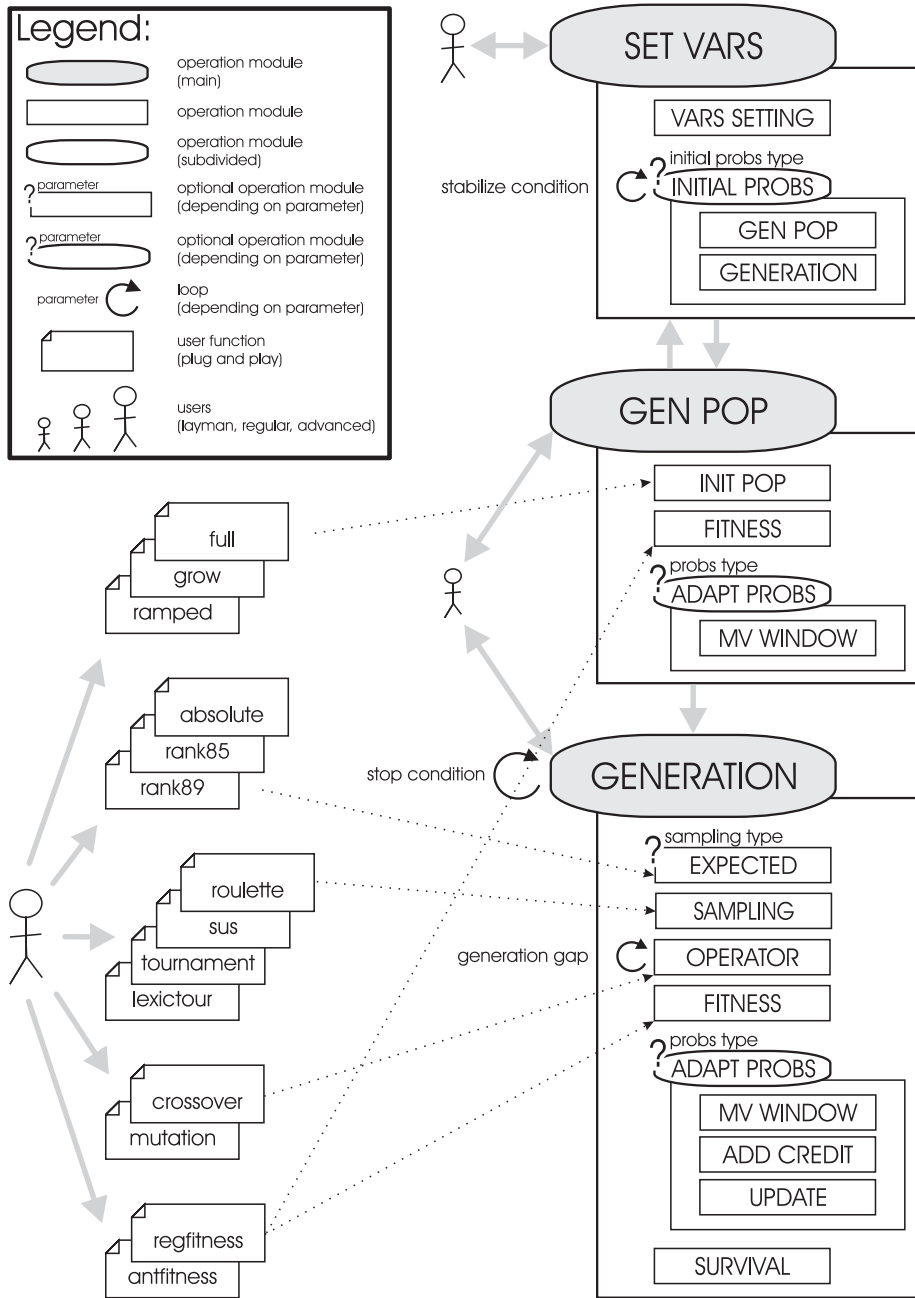 Legend:
operation module
(main)
operation module
operation module
(subdivided)
? parameter
optional operation module
(depending on parameter)
? parameter
optional operation module
(depending on parameter)
parameter
loop
(depending on parameter)
user function
(plug and play)
users
(layman, regular, advanced)
SET VARS
VARS SETTING
? initial probs type
stabilize condition
INITIAL PROBS
GEN POP
GENERATION
GEN POP
INIT POP
FITNESS
? probs type
ADAPT PROBS
MV WINDOW
full
grow
ramped
absolute
rank85
rank89
stop condition
GENERATION
? sampling type
EXPECTED
SAMPLING
generation gap
OPERATOR
FITNESS
? probs type
ADAPT PROBS
MV WINDOW
ADD CREDIT
UPDATE
SURVIVAL
roulette
sus
tournament
lexictour
crossover
mutation
regfitness
antfitness